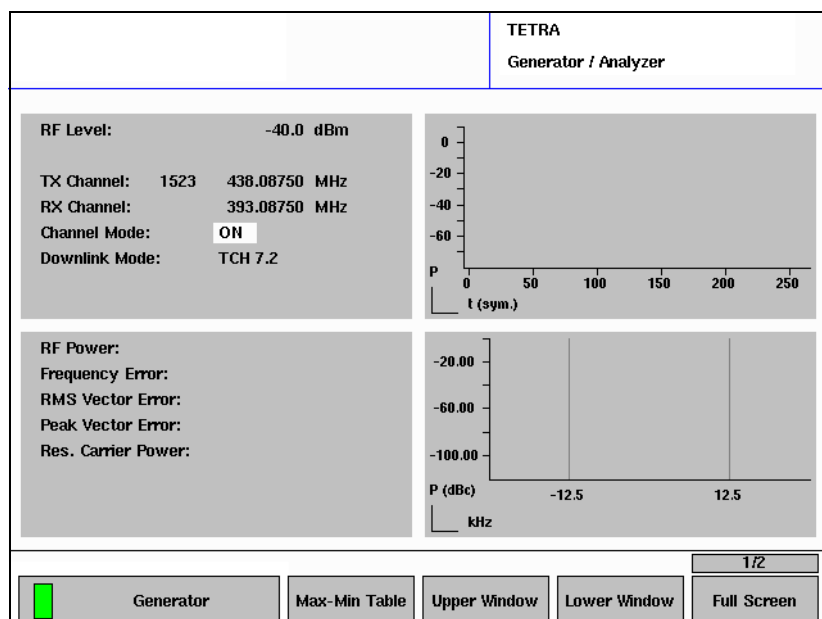 TETRA
Generator / Analyzer
RF Level: -40.0 dBm
TX Channel: 1523 438.08750 MHz
RX Channel: 393.08750 MHz
Channel Mode: ON
Downlink Mode: TCH 7.2
0
-20
-40
-60
P
0 50 100 150 200 250
t (sym.)
RF Power:
Frequency Error:
RMS Vector Error:
Peak Vector Error:
Res. Carrier Power:
-20.00
-60.00
-100.00
P (dBc)
-12.5 12.5
kHz
1/2
Generator
Max-Min Table
Upper Window
Lower Window
Full Screen